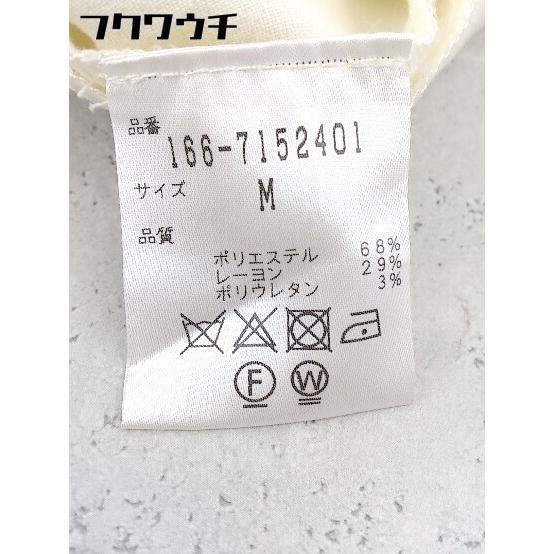 フクワウチ
品番
166-7152401
サイズ M
品質
ポリエステル 68%
レーヨン 29%
ポリウレタン 3%
F W